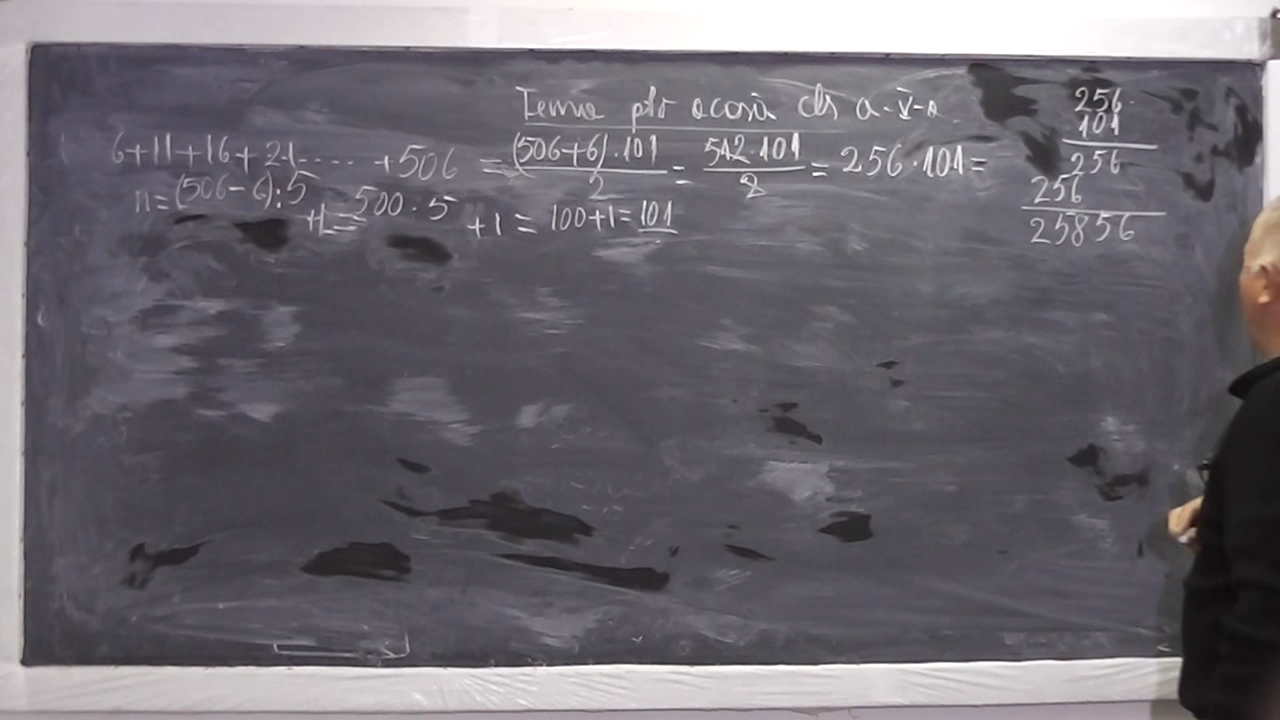 Tema ptr acasă cls a-V-a
6+11+16+21..... +506 = (506+6).101 / 2 = 512.101 / 2 = 256.101=
n=(506-6):5 +1= 500.5 +1 = 100+1=101
256
101
256
256
25856